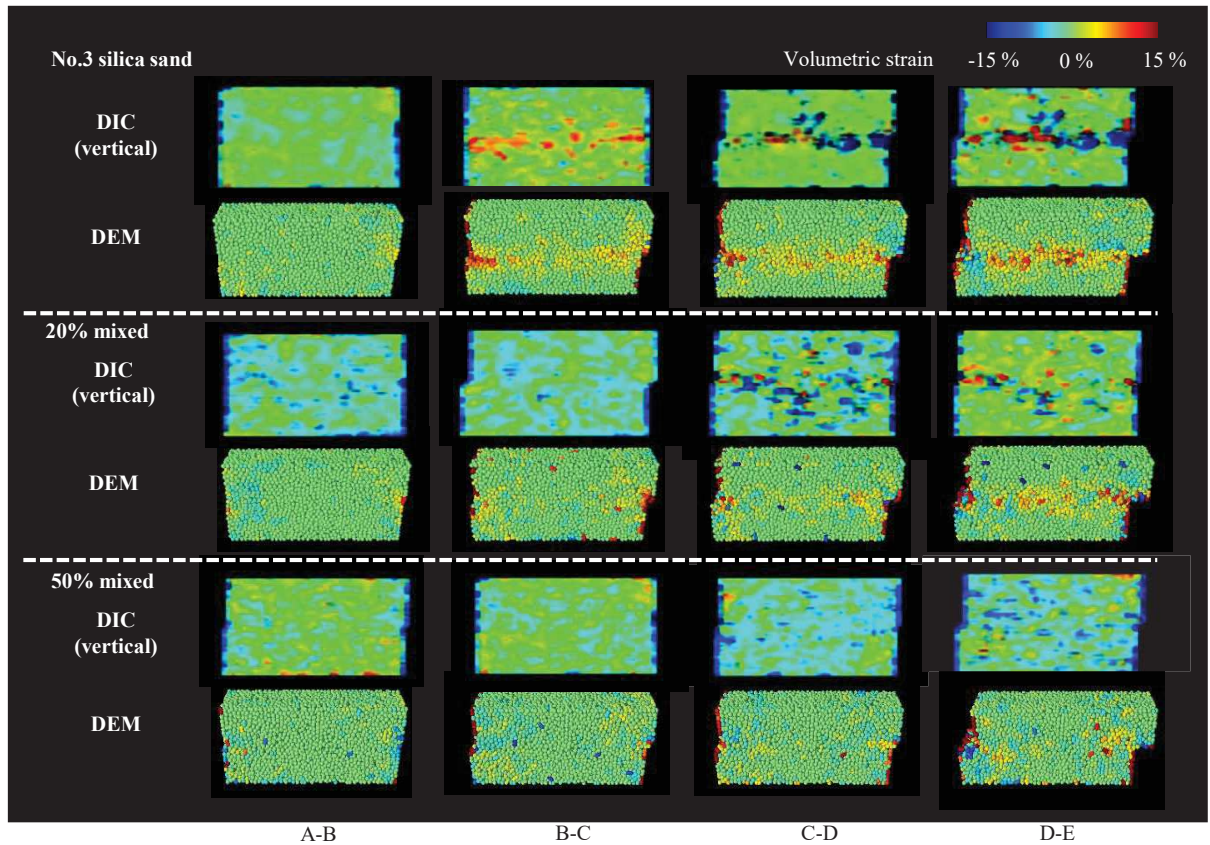 No.3 silica sand
Volumetric strain
-15 %
0 %
15 %
DIC
(vertical)
DEM
20% mixed
DIC
(vertical)
DEM
50% mixed
DIC
(vertical)
DEM
A-B
B-C
C-D
D-E